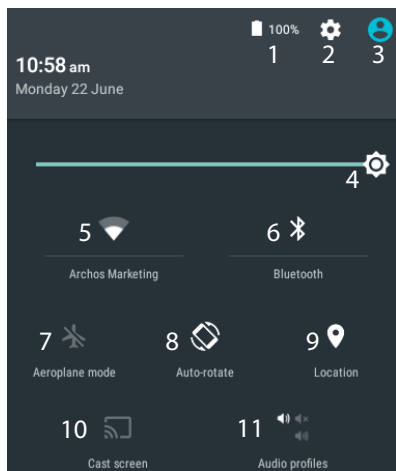 100%
1 2 3
10:58 am
Monday 22 June
4
5 6
Archos Marketing Bluetooth
7 8 9
Aeroplane mode Auto-rotate Location
10 11
Cast screen Audio profiles